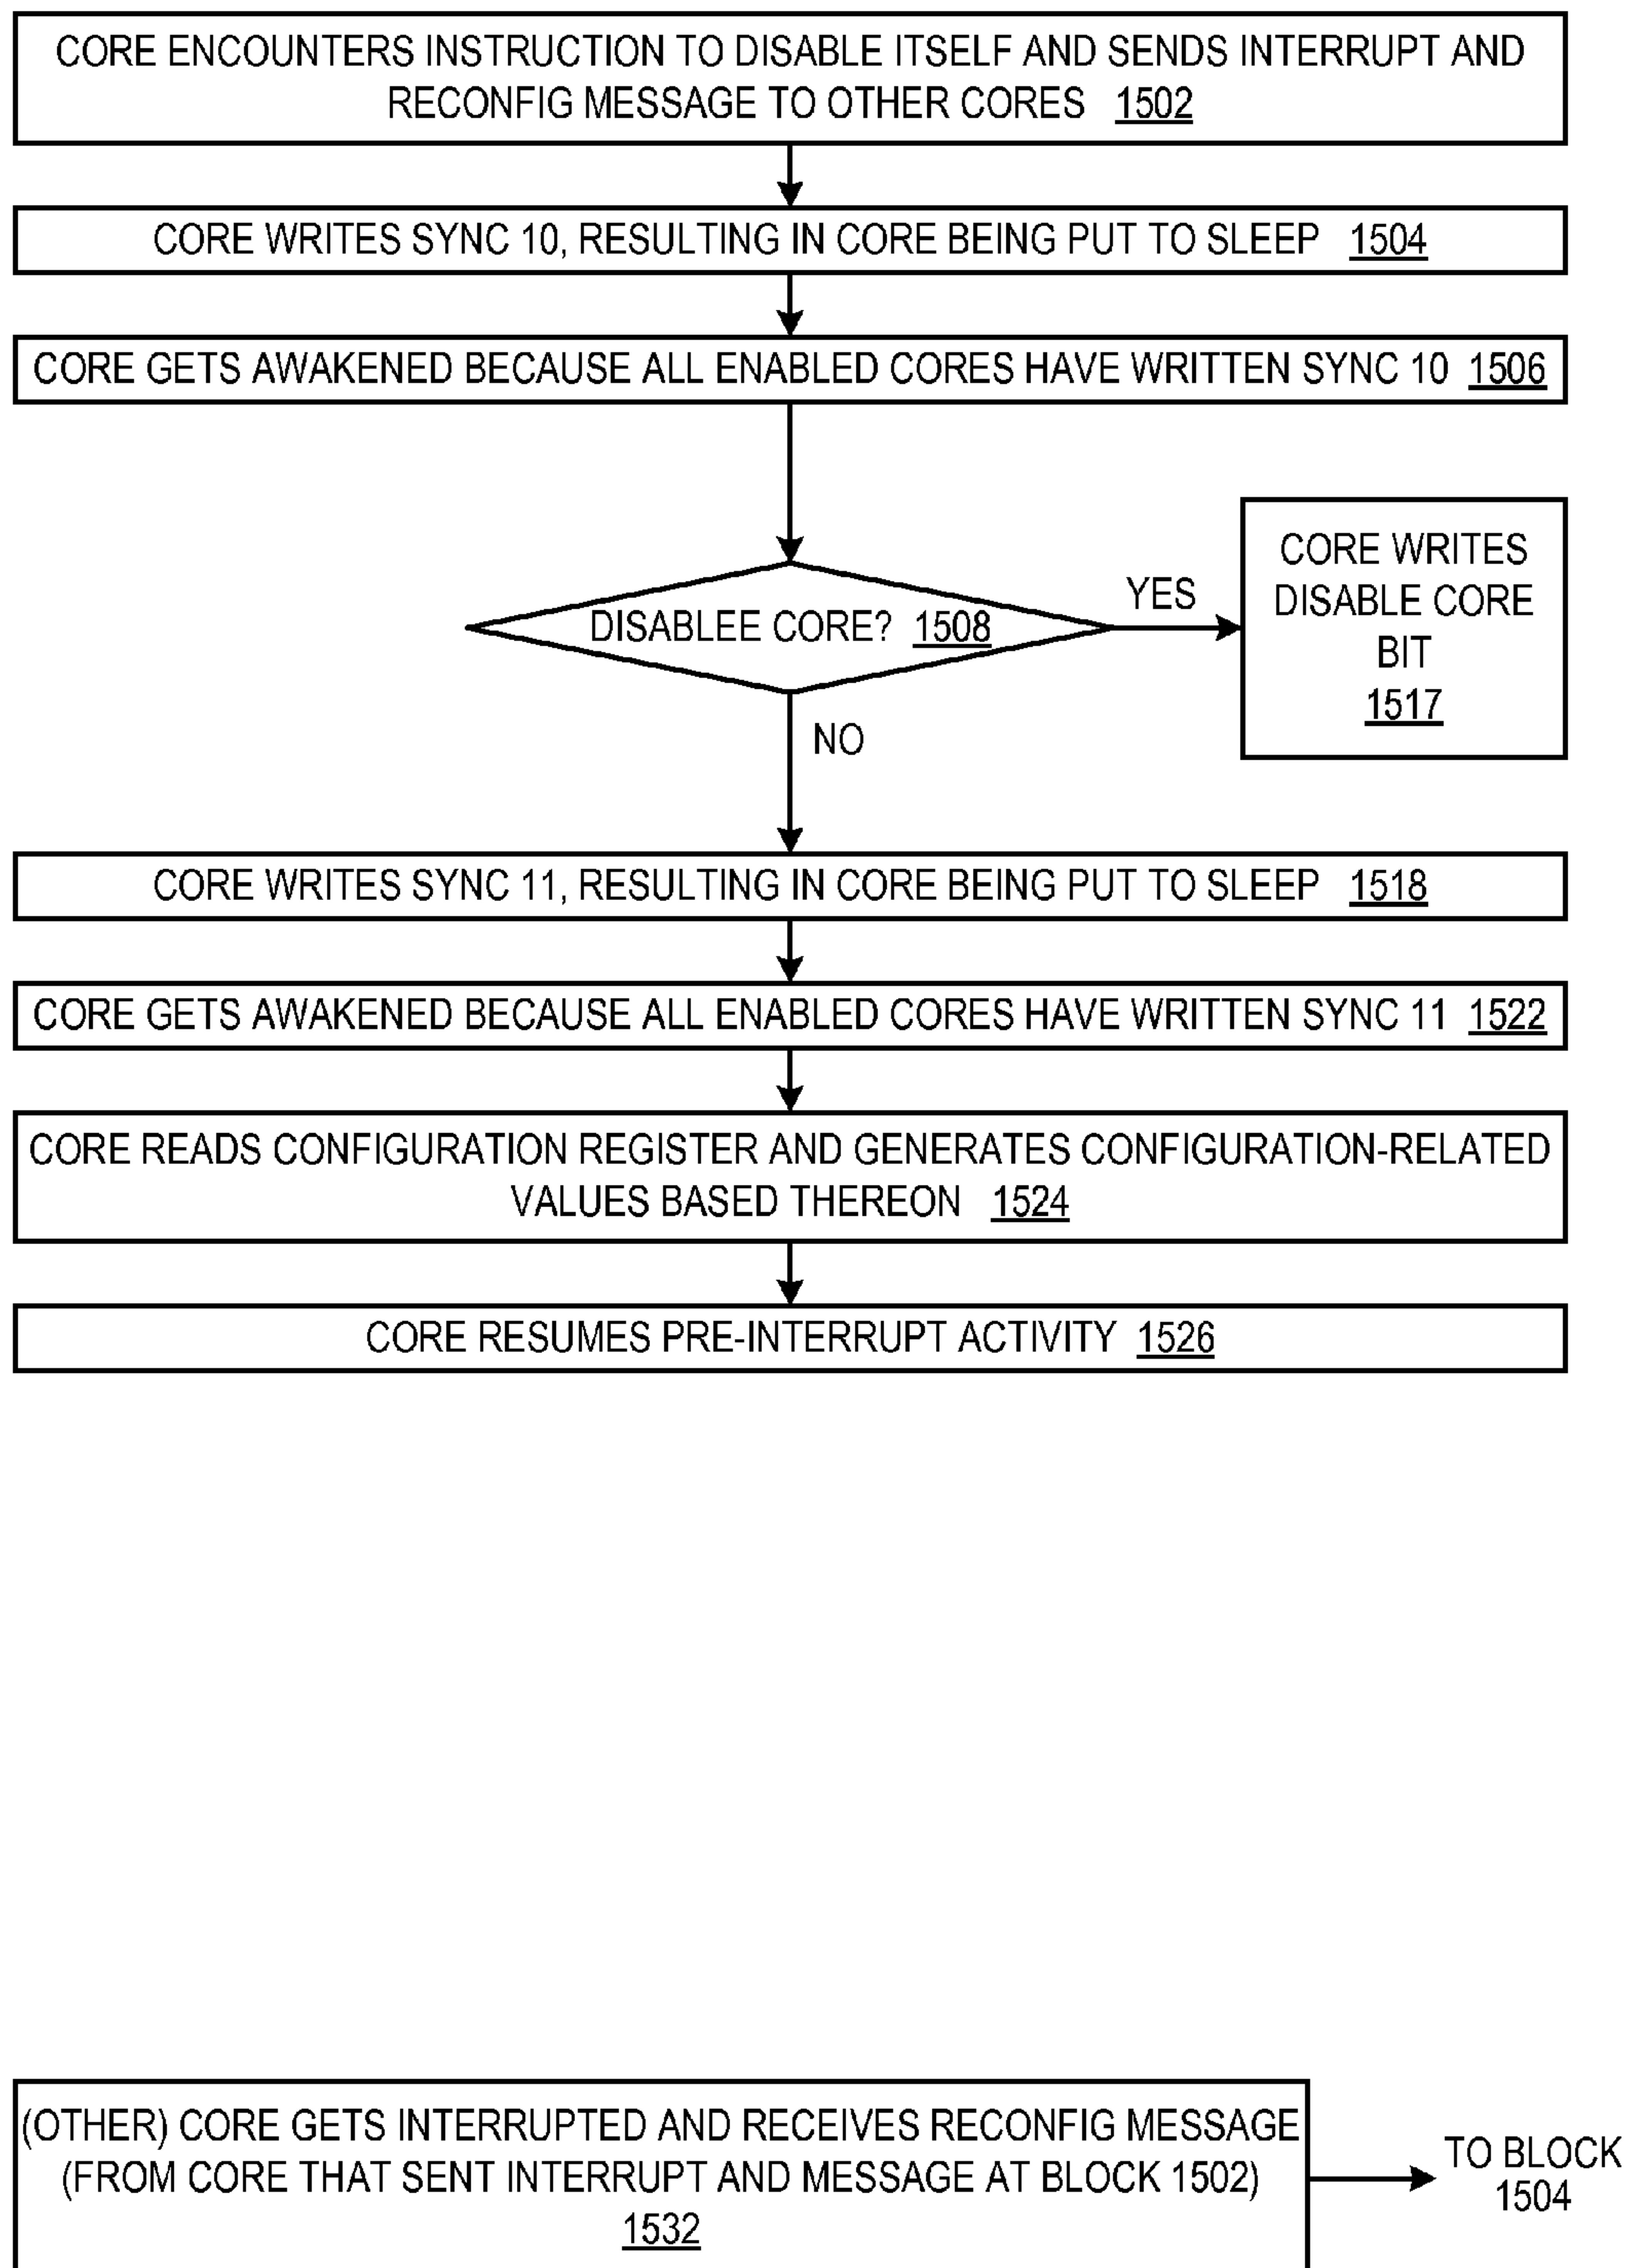 CORE ENCOUNTERS INSTRUCTION TO DISABLE ITSELF AND SENDS INTERRUPT AND
RECONFIG MESSAGE TO OTHER CORES 1502
CORE WRITES SYNC 10, RESULTING IN CORE BEING PUT TO SLEEP 1504
CORE GETS AWAKENED BECAUSE ALL ENABLED CORES HAVE WRITTEN SYNC 10 1506
DISABLEE CORE? 1508
YES
CORE WRITES
DISABLE CORE
BIT
1517
NO
CORE WRITES SYNC 11, RESULTING IN CORE BEING PUT TO SLEEP 1518
CORE GETS AWAKENED BECAUSE ALL ENABLED CORES HAVE WRITTEN SYNC 11 1522
CORE READS CONFIGURATION REGISTER AND GENERATES CONFIGURATION-RELATED
VALUES BASED THEREON 1524
CORE RESUMES PRE-INTERRUPT ACTIVITY 1526
(OTHER) CORE GETS INTERRUPTED AND RECEIVES RECONFIG MESSAGE
(FROM CORE THAT SENT INTERRUPT AND MESSAGE AT BLOCK 1502)
1532
TO BLOCK
1504